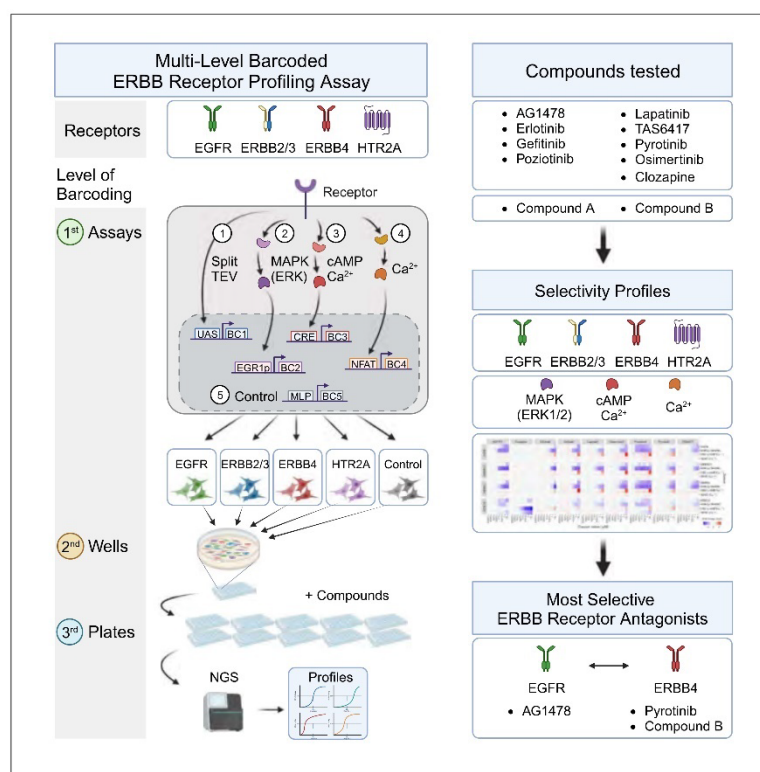 Multi-Level Barcoded
ERBB Receptor Profiling Assay
Receptors
EGFR ERBB2/3 ERBB4 HTR2A
Level of
Barcoding
Receptor
1st Assays
1 2 3 4
Split
TEV
MAPK
(ERK)
cAMP
Ca2+
Ca2+
UAS BC1
CRE BC3
EGR1p BC2
NFAT BC4
5 Control MLP BC5
EGFR ERBB2/3 ERBB4 HTR2A Control
2nd Wells
+ Compounds
3rd Plates
NGS
Profiles
Compounds tested
• AG1478
• Erlotinib
• Gefitinib
• Poziotinib
• Lapatinib
• TAS6417
• Pyrotinib
• Osimertinib
• Clozapine
• Compound A • Compound B
Selectivity Profiles
EGFR ERBB2/3 ERBB4 HTR2A
MAPK
(ERK1/2)
cAMP
Ca2+
Ca2+
Most Selective
ERBB Receptor Antagonists
EGFR ERBB4
• AG1478
• Pyrotinib
• Compound B